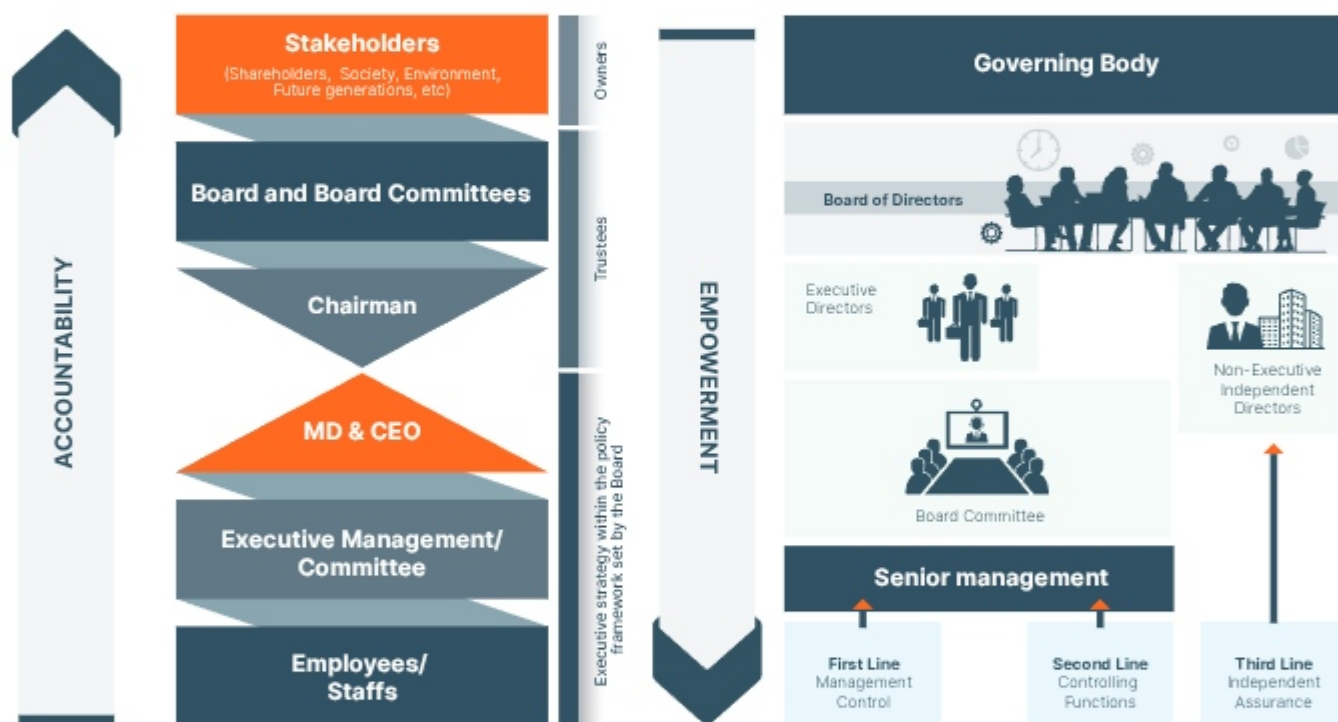 ACCOUNTABILITY
Stakeholders
(Shareholders, Society, Environment,
Future generations, etc)
Board and Board Committees
Chairman
MD & CEO
Executive Management/
Committee
Employees/
Staffs
Owners
Trustees
Executive strategy within the policy
framework set by the Board
EMPOWERMENT
Governing Body
Board of Directors
Executive
Directors
Non-Executive
Independent
Directors
Board Committee
Senior management
First Line
Management
Control
Second Line
Controlling
Functions
Third Line
Independent
Assurance